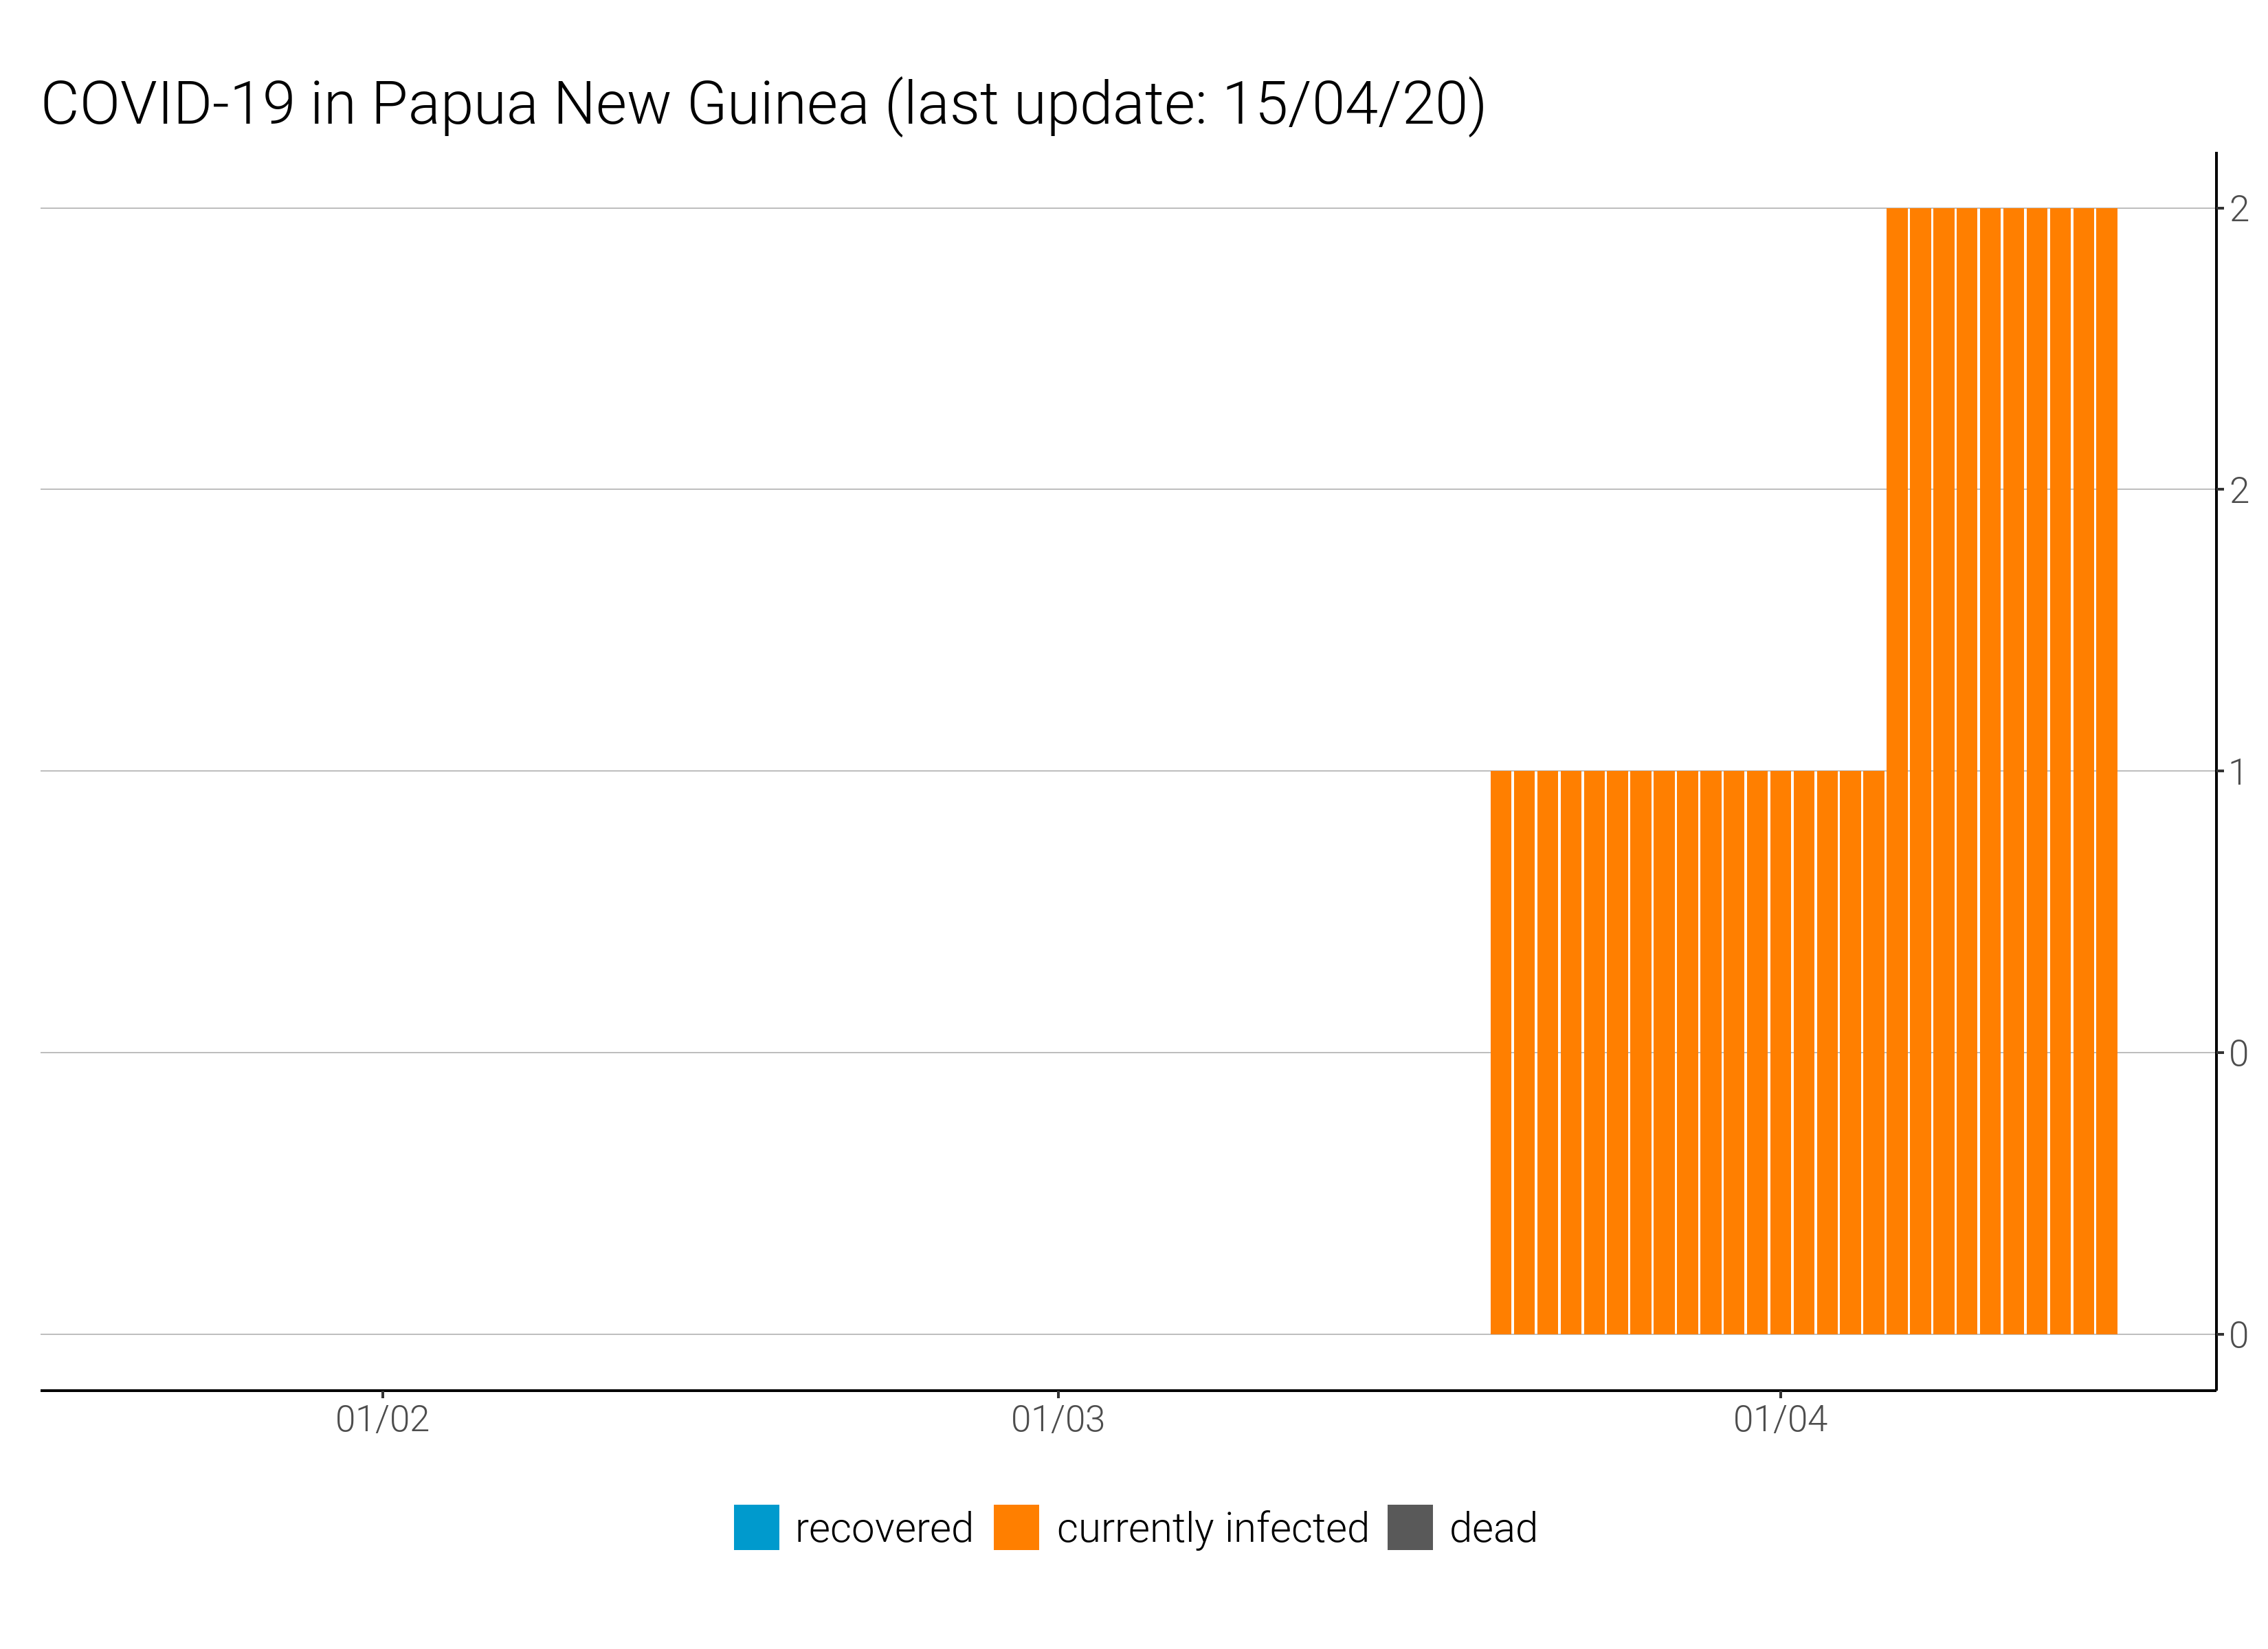 COVID-19 in Papua New Guinea (last update: 15/04/20)
2
2
1
0
0
01/02 01/03 01/04
recovered currently infected dead